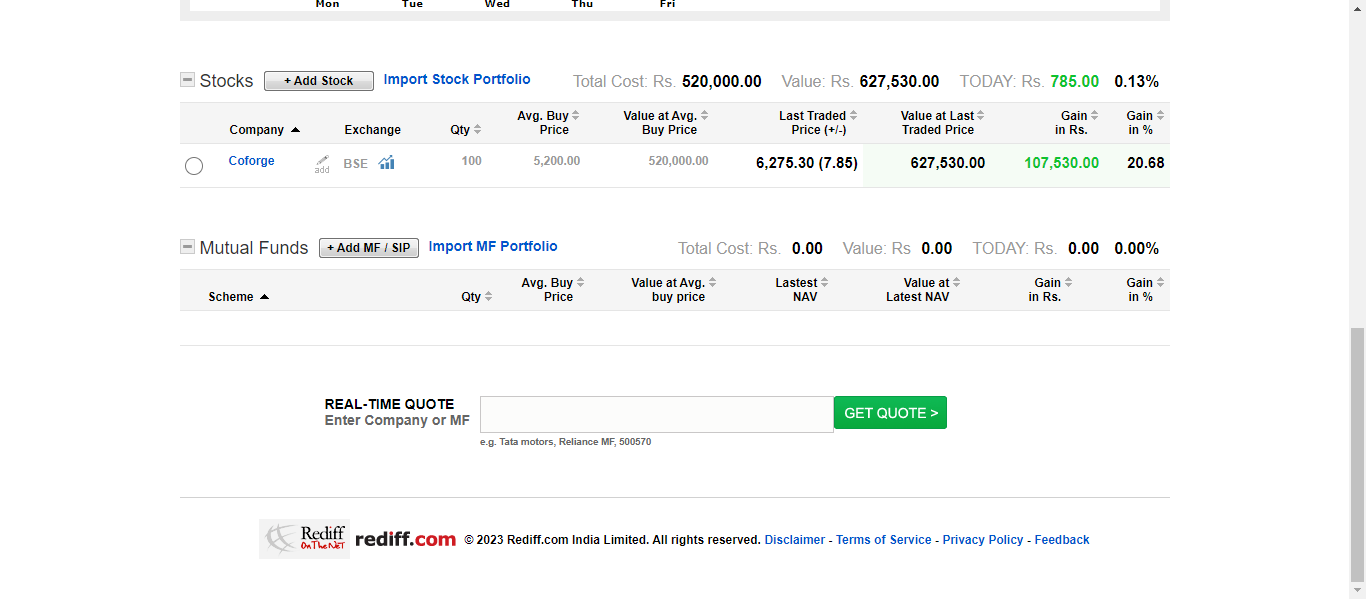 Mon Tue Wed Thu Fri
Stocks + Add Stock Import Stock Portfolio Total Cost: Rs. 520,000.00 Value: Rs. 627,530.00 TODAY: Rs. 785.00 0.13%
Company Exchange Qty Avg. Buy Price Value at Avg. Buy Price Last Traded Price (+/-) Value at Last Traded Price Gain in Rs. Gain in %
Coforge add BSE 100 5,200.00 520,000.00 6,275.30 (7.85) 627,530.00 107,530.00 20.68
Mutual Funds + Add MF / SIP Import MF Portfolio Total Cost: Rs. 0.00 Value: Rs 0.00 TODAY: Rs. 0.00 0.00%
Scheme Qty Avg. Buy Price Value at Avg. buy price Lastest NAV Value at Latest NAV Gain in Rs. Gain in %
REAL-TIME QUOTE
Enter Company or MF GET QUOTE >
e.g. Tata motors, Reliance MF, 500570
Rediff On The NeT rediff.com © 2023 Rediff.com India Limited. All rights reserved. Disclaimer - Terms of Service - Privacy Policy - Feedback